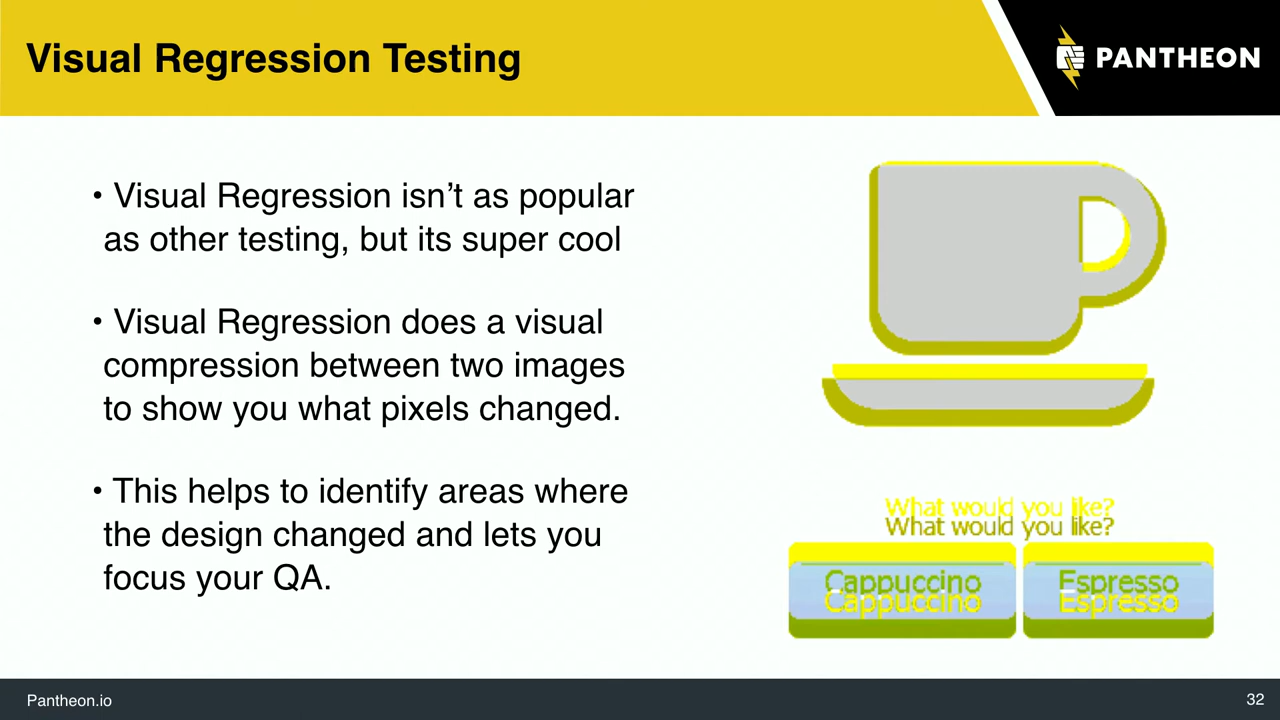 Visual Regression Testing
PANTHEON
• Visual Regression isn’t as popular
as other testing, but its super cool
• Visual Regression does a visual
compression between two images
to show you what pixels changed.
• This helps to identify areas where
the design changed and lets you
focus your QA.
What would you like?
What would you like?
Cappuccino Espresso
Cappuccino Espresso
Pantheon.io
32